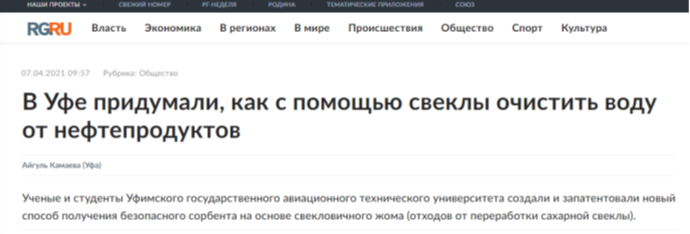 НАШИ ПРОЕКТЫ СВЕЖИЙ НОМЕР РГ-НЕДЕЛЯ РОДИНА ТЕМАТИЧЕСКИЕ ПРИЛОЖЕНИЯ СОЮЗ
RGRU Власть Экономика В регионах В мире Происшествия Общество Спорт Культура
07.04.2021 09:57 Рубрика: Общество
В Уфе придумали, как с помощью свеклы очистить воду
от нефтепродуктов
Айгуль Камаева (Уфа)
Ученые и студенты Уфимского государственного авиационного технического университета создали и запатентовали новый
способ получения безопасного сорбента на основе свекловичного жома (отходов от переработки сахарной свеклы).